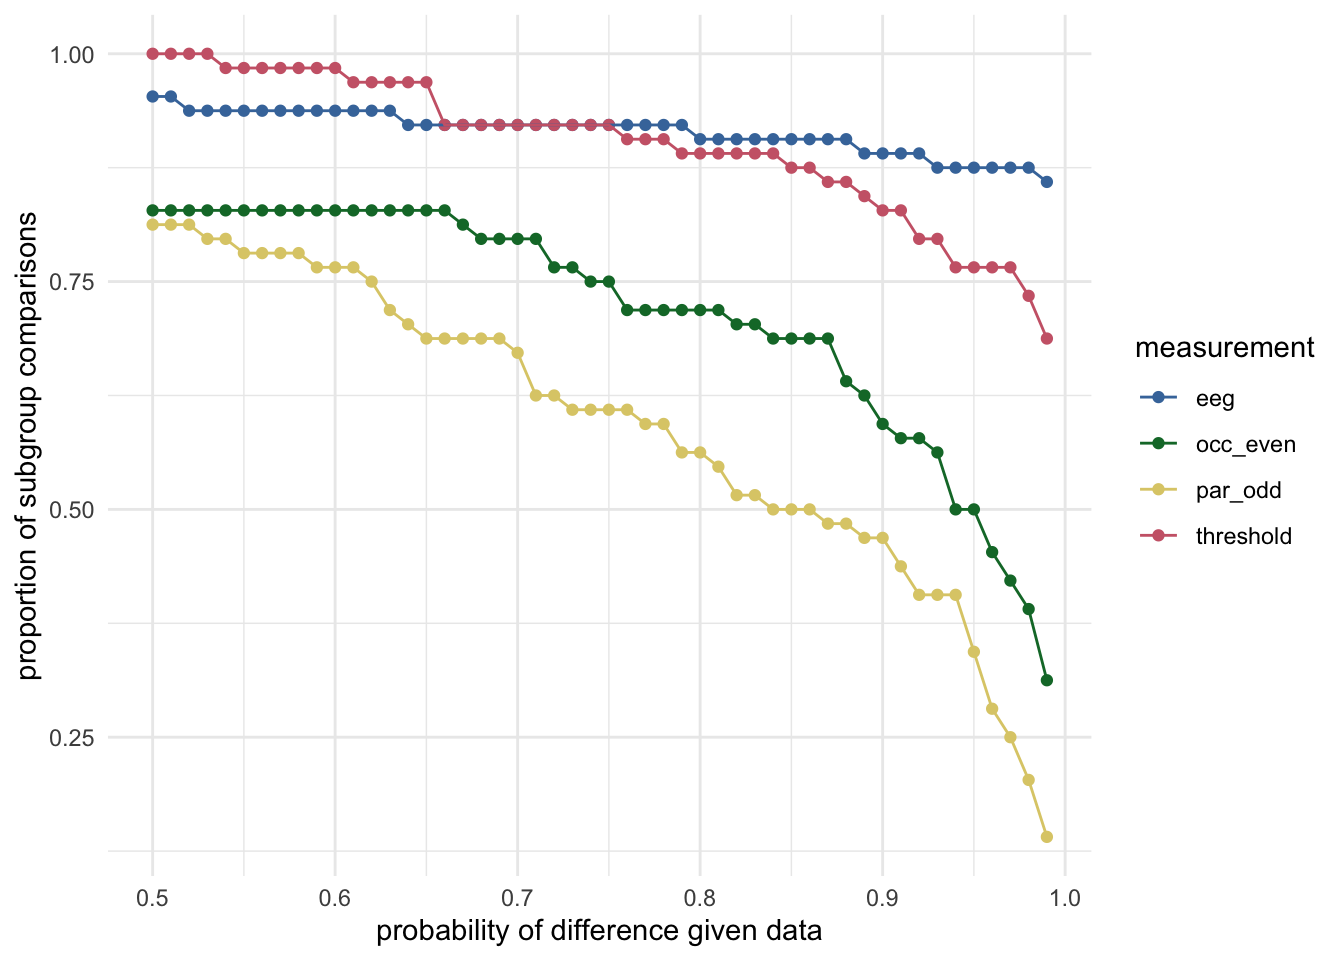 1.00
0.75
0.50
0.25
proportion of subgroup comparisons
0.5 0.6 0.7 0.8 0.9 1.0
probability of difference given data
measurement
eeg
occ_even
par_odd
threshold